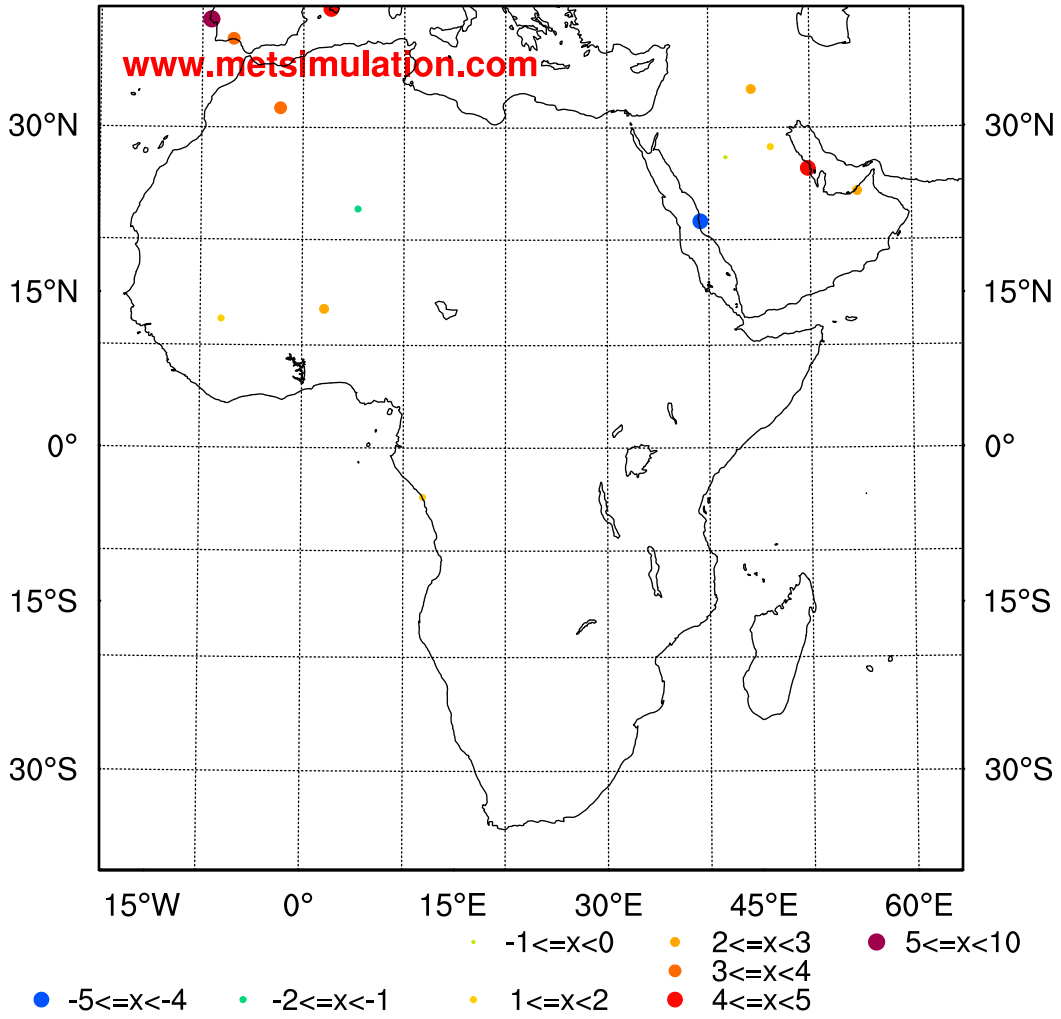 www.metsimulation.com
30°N 30°N
15°N 15°N
0° 0°
15°S 15°S
30°S 30°S
15°W 0° 15°E 30°E 45°E 60°E
-1<=x<0 2<=x<3 5<=x<10
3<=x<4
-5<=x<-4 -2<=x<-1 1<=x<2 4<=x<5